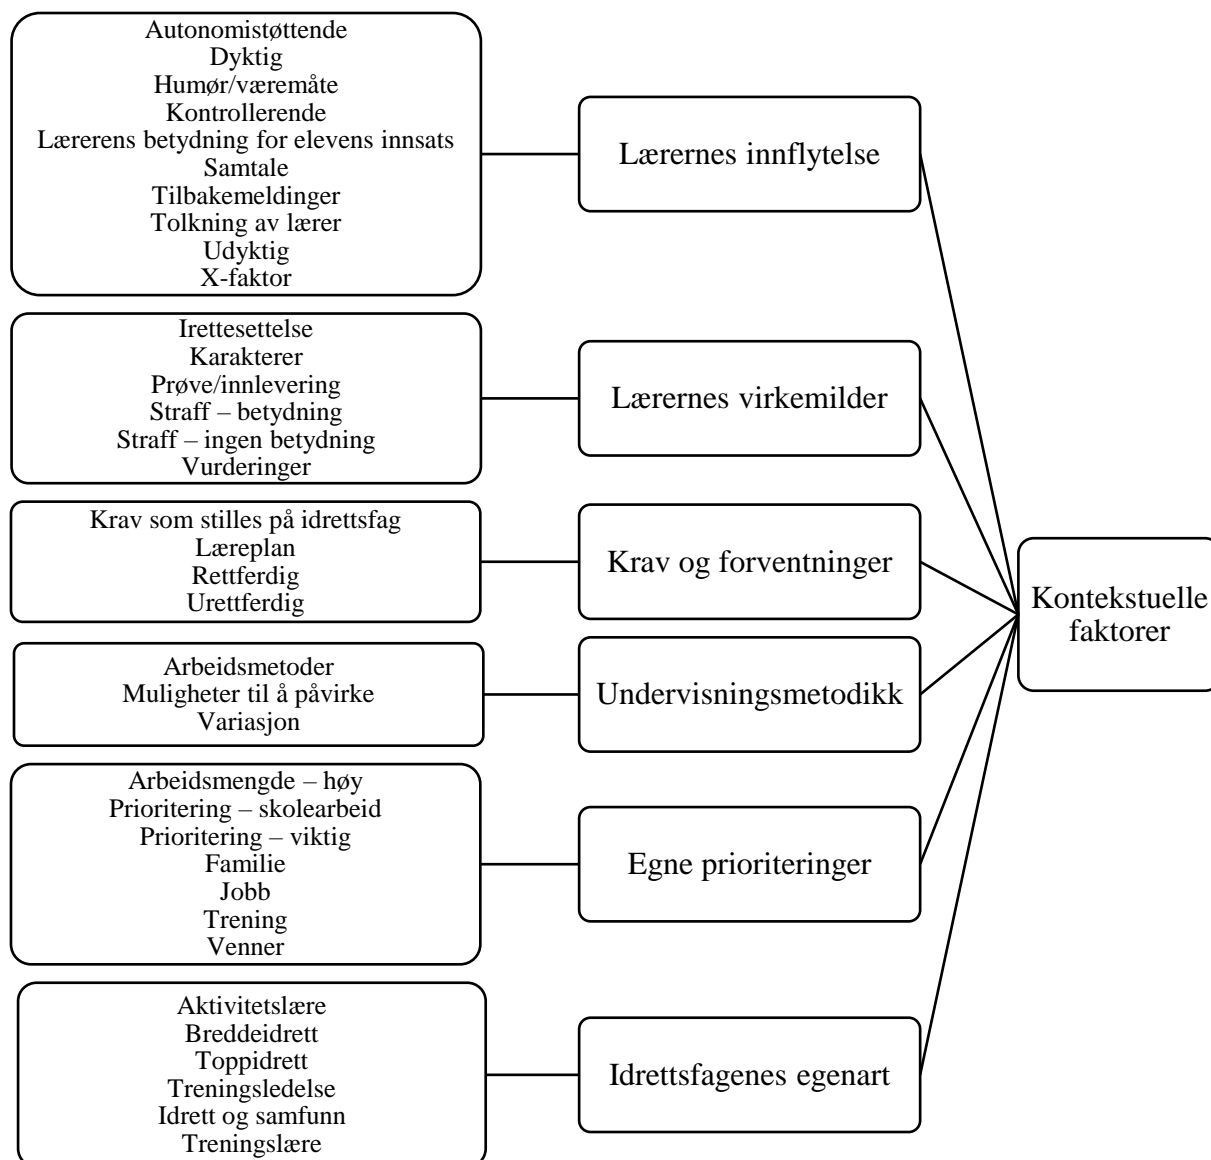 Autonomistøttende
Dyktig
Humør/væremåte
Kontrollerende
Lærerens betydning for elevens innsats
Samtale
Tilbakemeldinger
Tolkning av lærer
Udyktig
X-faktor
Lærernes innflytelse
Irettesettelse
Karakterer
Prøve/innlevering
Straff – betydning
Straff – ingen betydning
Vurderinger
Lærernes virkemilder
Krav som stilles på idrettsfag
Læreplan
Rettferdig
Urettferdig
Krav og forventninger
Arbeidsmetoder
Muligheter til å påvirke
Variasjon
Undervisningsmetodikk
Arbeidsmengde – høy
Prioritering – skolearbeid
Prioritering – viktig
Familie
Jobb
Trening
Venner
Egne prioriteringer
Aktivitetslære
Breddeidrett
Toppidrett
Treningsledelse
Idrett og samfunn
Treningslære
Idrettsfagenes egenart
Kontekstuelle
faktorer